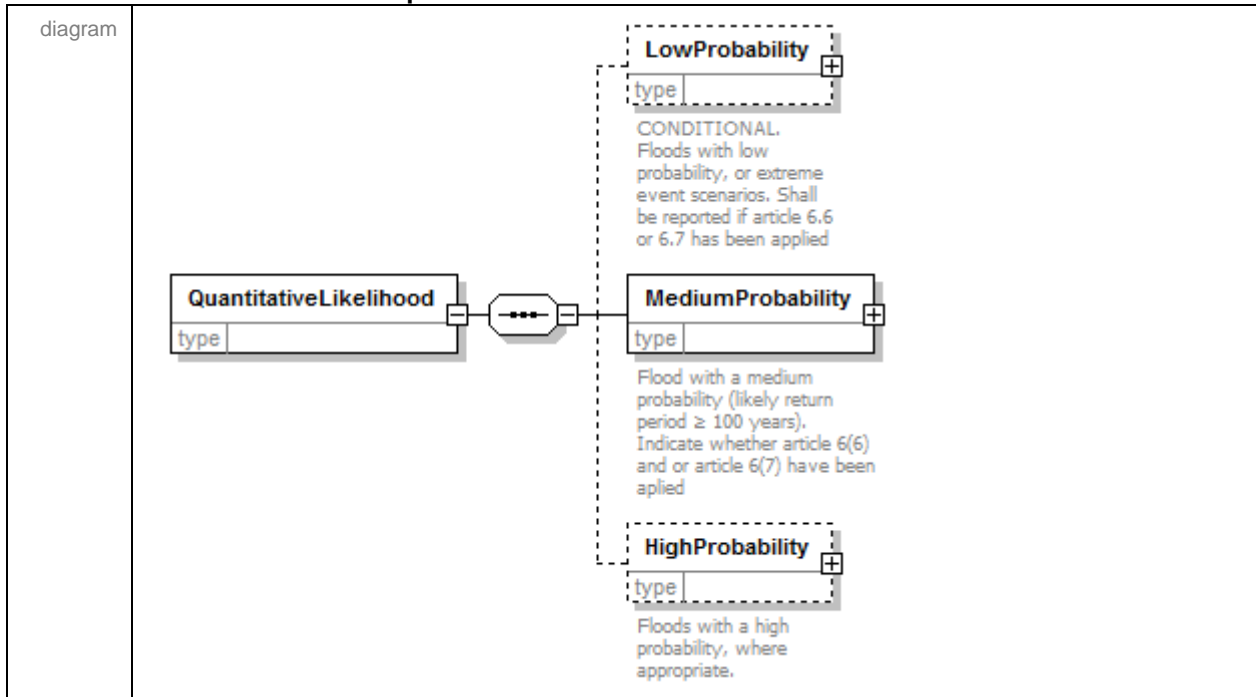 diagram
LowProbability
type
CONDITIONAL.
Floods with low
probability, or extreme
event scenarios. Shall
be reported if article 6.6
or 6.7 has been applied
QuantitativeLikelihood
type
MediumProbability
type
Flood with a medium
probability (likely return
period ≥ 100 years).
Indicate whether article 6(6)
and or article 6(7) have been
aplied
HighProbability
type
Floods with a high
probability, where
appropriate.